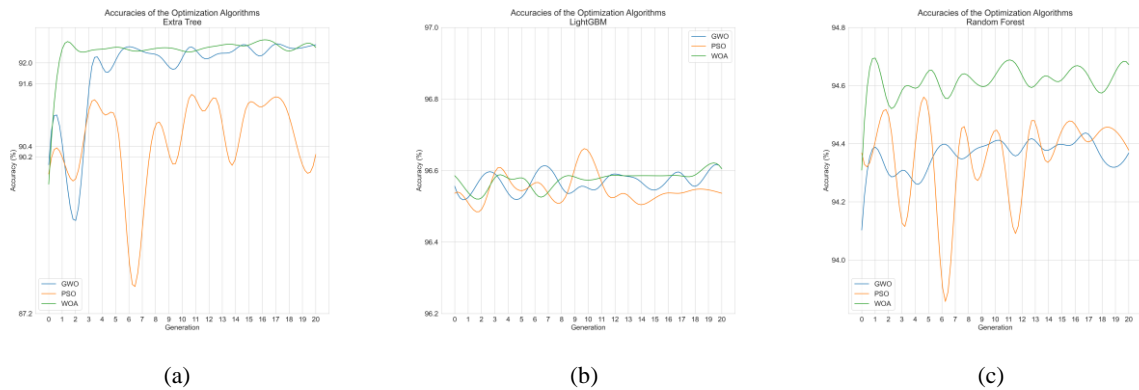 Accuracies of the Optimization Algorithms
Extra Tree
Accuracy (%)
92.0
91.6
90.4
90.2
87.2
GWO
PSO
WOA
0 1 2 3 4 5 6 7 8 9 10 11 12 13 14 15 16 17 18 19 20
Generation
(a)
Accuracies of the Optimization Algorithms
LightGBM
Accuracy (%)
97.0
96.8
96.6
96.4
96.2
GWO
PSO
WOA
0 1 2 3 4 5 6 7 8 9 10 11 12 13 14 15 16 17 18 19 20
Generation
(b)
Accuracies of the Optimization Algorithms
Random Forest
Accuracy (%)
94.8
94.6
94.4
94.2
94.0
GWO
PSO
WOA
0 1 2 3 4 5 6 7 8 9 10 11 12 13 14 15 16 17 18 19 20
Generation
(c)